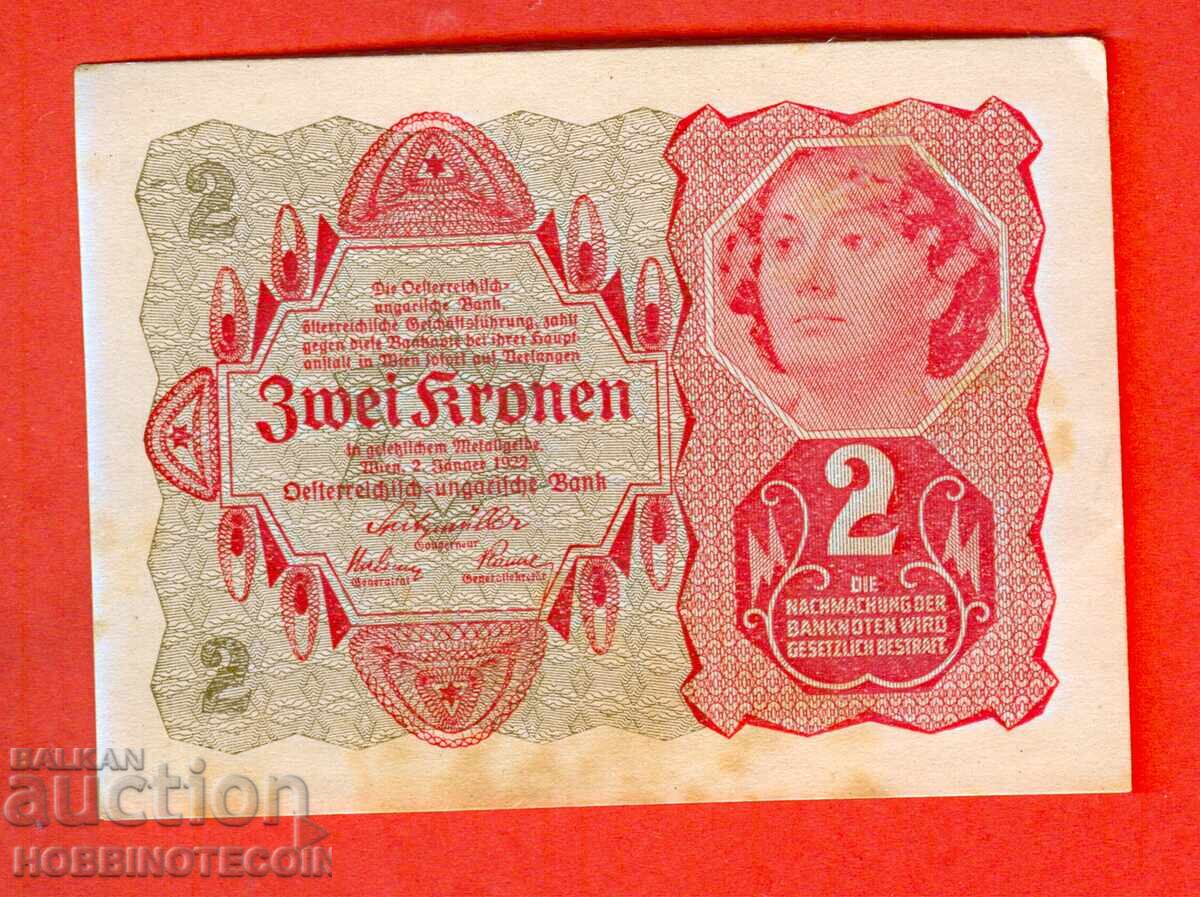 2
Die Oesterreichisch-
ungarische Bank
österreichische Geschäftsführung, zahlt
gegen diese Banknote bei ihrer Haupt-
anstalt in Wien sofort auf Verlangen
Zwei Kronen
in gesetzlichem Metallgelde.
Wien, 2. Jänner 1922.
Oesterreichisch-ungarische Bank
Gouverneur
Generalrat
Generalsekretär
2
2
DIE
NACHMACHUNG DER
BANKNOTEN WIRD
GESETZLICH BESTRAFT.
BALKAN
auction
HOBBINOTECOIN